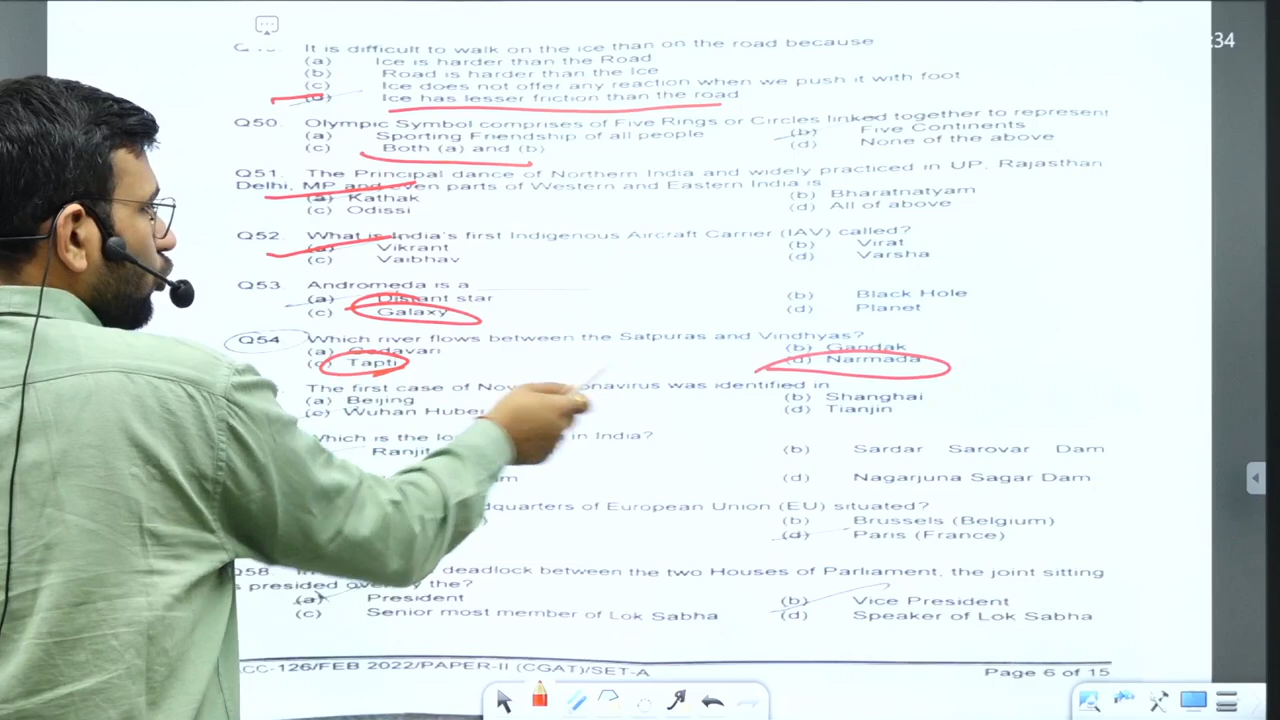 :34
It is difficult to walk on the ice than on the road because
(a) Ice is harder than the Road
(b) Road is harder than the Ice
(c) Ice does not offer any reaction when we push it with foot
(d) Ice has lesser friction than the road
Q50. Olympic Symbol comprises of Five Rings or Circles linked together to represent
(a) Sporting Friendship of all people (b) Five Continents
(c) Both (a) and (b) (d) None of the above
Q51. The Principal dance of Northern India and widely practiced in UP, Rajasthan
Delhi, MP and even parts of Western and Eastern India is
(a) Kathak (b) Bharatnatyam
(c) Odissi (d) All of above
Q52. What is India's first Indigenous Aircraft Carrier (IAV) called?
(a) Vikrant (b) Virat
(c) Vaibhav (d) Varsha
Q53. Andromeda is a __________
(a) Distant star (b) Black Hole
(c) Galaxy (d) Planet
Q54 Which river flows between the Satpuras and Vindhyas?
(a) Godavari (b) Gandak
(c) Tapti (d) Narmada
The first case of was identified in
(a) Beijing (b) Shanghai
(c) Wuhan Hubei (d) Tianjin
Which is the in India?
Ranjit (b) Sardar Sarovar Dam
(d) Nagarjuna Sagar Dam
of European Union (EU) situated?
(b) Brussels (Belgium)
(d) Paris (France)
Q58 deadlock between the two Houses of Parliament, the joint sitting
presided over by the?
(a) President (b) Vice President
(c) Senior most member of Lok Sabha (d) Speaker of Lok Sabha
ACC-126/FEB 2022/PAPER-II (CGAT)/SET-A Page 6 of 15